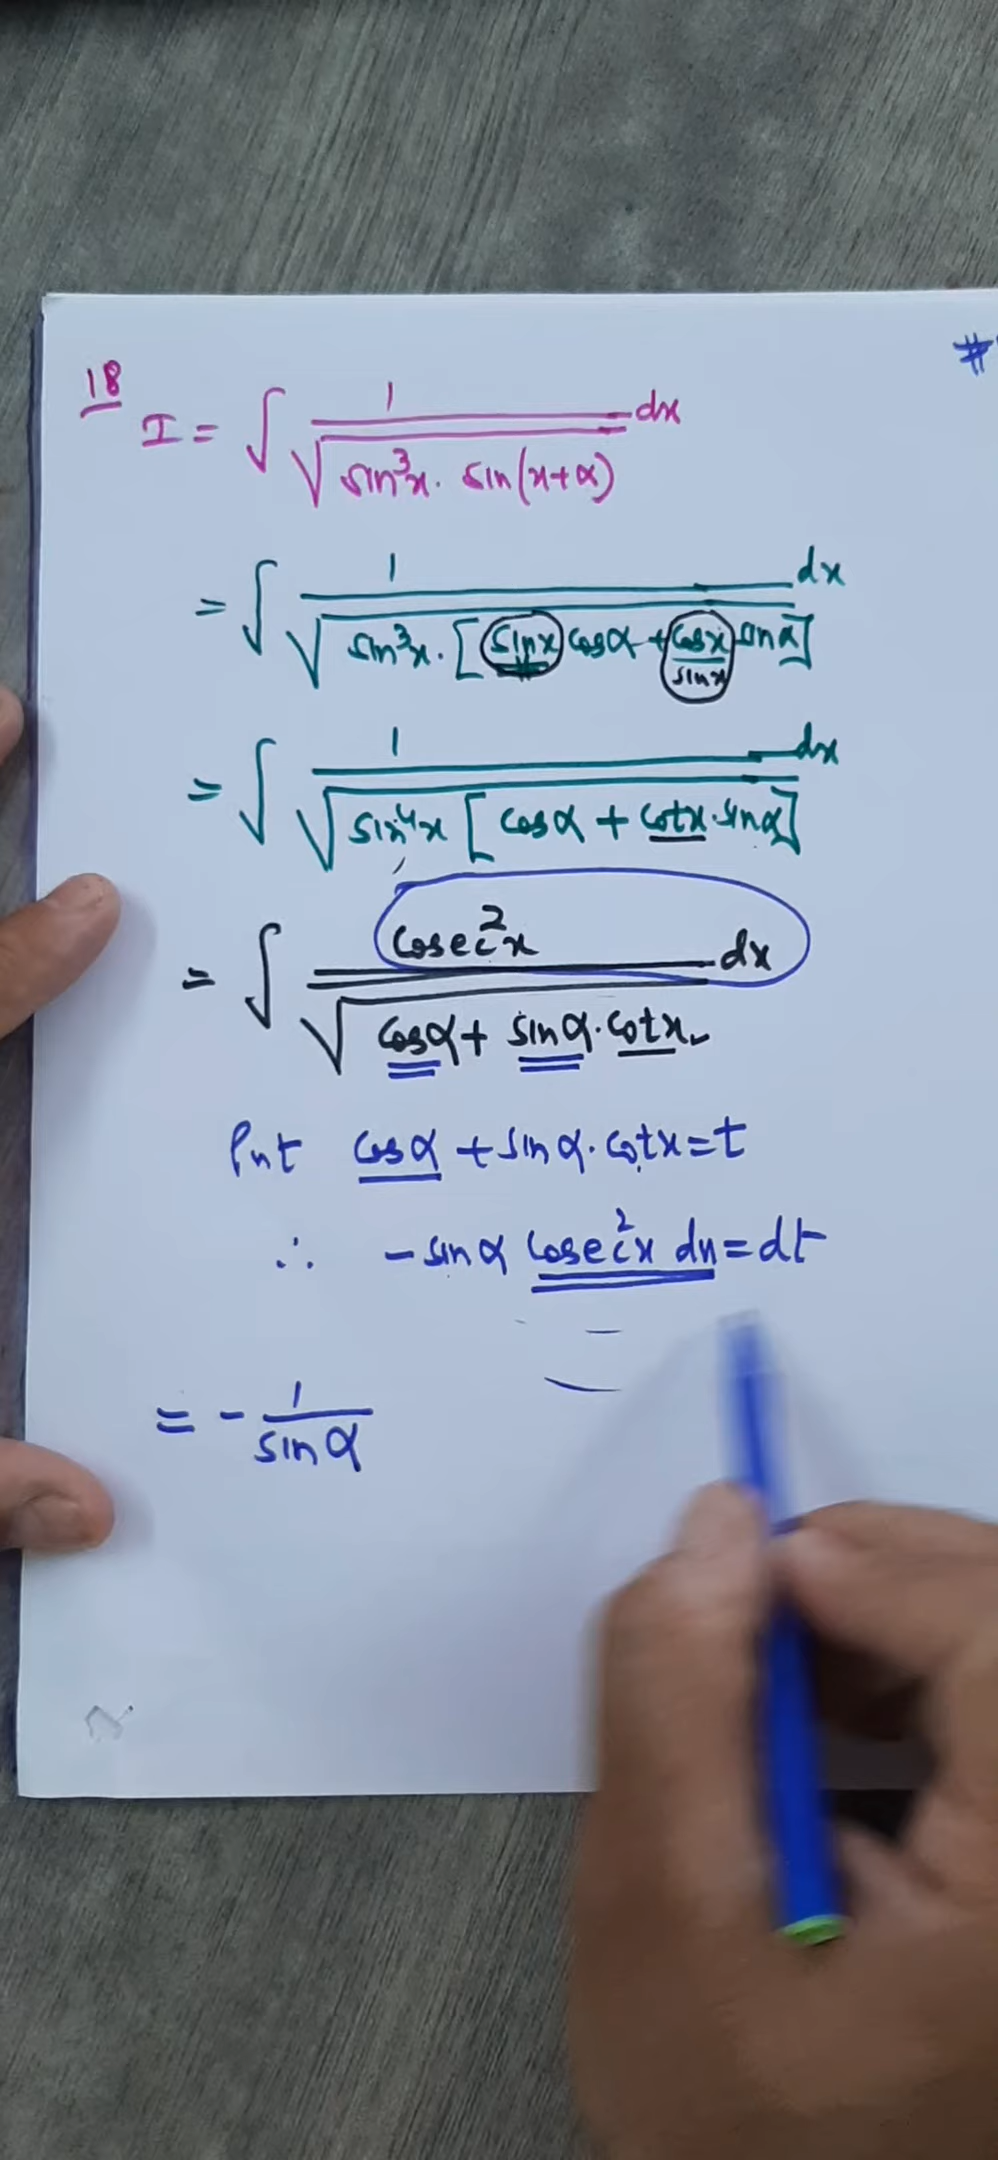 18
#
I = ∫ 1/√(sin³x · sin(x+α)) dx
= ∫ 1/√(sin³x · [sinx cosα + cosx/sinx sinα]) dx
= ∫ 1/√(sin⁴x [cosα + cotx · sinα]) dx
= ∫ cosec²x/√(cosα + sinα · cotx) dx
Put cosα + sinα · cotx = t
∴ -sinα cosec²x dx = dt
= - 1/sinα